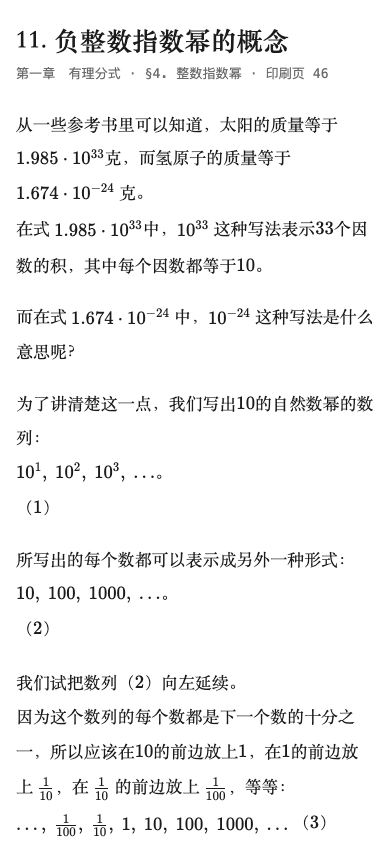 11. 负整数指数幂的概念
第一章 有理分式 · §4. 整数指数幂 · 印刷页 46
从一些参考书里可以知道，太阳的质量等于
1.985 · 10³³克，而氢原子的质量等于
1.674 · 10⁻²⁴ 克。
在式 1.985 · 10³³中，10³³ 这种写法表示33个因
数的积，其中每个因数都等于10。
而在式 1.674 · 10⁻²⁴ 中，10⁻²⁴ 这种写法是什么
意思呢？
为了讲清楚这一点，我们写出10的自然数幂的数
列：
10¹, 10², 10³, …。
（1）
所写出的每个数都可以表示成另外一种形式：
10, 100, 1000, …。
（2）
我们试把数列（2）向左延续。
因为这个数列的每个数都是下一个数的十分之
一，所以应该在10的前边放上1，在1的前边放
上 1/10，在 1/10 的前边放上 1/100，等等：
…, 1/100, 1/10, 1, 10, 100, 1000, …（3）